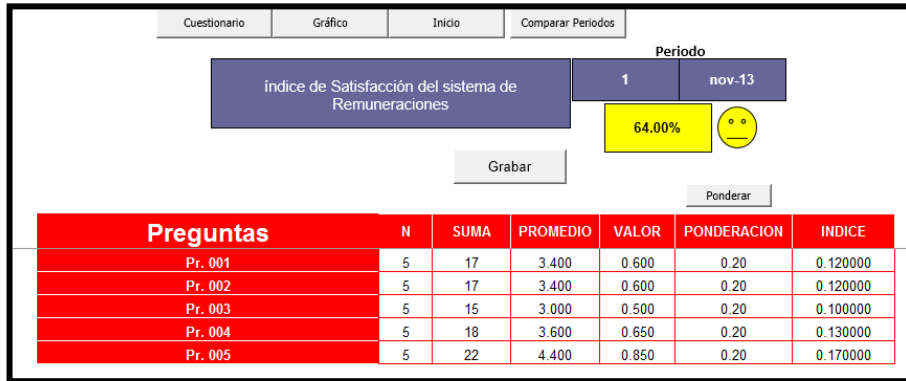 Cuestionario Gráfico Inicio Comparar Periodos
Periodo
índice de Satisfacción del sistema de
Remuneraciones
1 nov-13
64.00%
Grabar
Ponderar
Preguntas N SUMA PROMEDIO VALOR PONDERACION INDICE
Pr. 001 5 17 3.400 0.600 0.20 0.120000
Pr. 002 5 17 3.400 0.600 0.20 0.120000
Pr. 003 5 15 3.000 0.500 0.20 0.100000
Pr. 004 5 18 3.600 0.650 0.20 0.130000
Pr. 005 5 22 4.400 0.850 0.20 0.170000